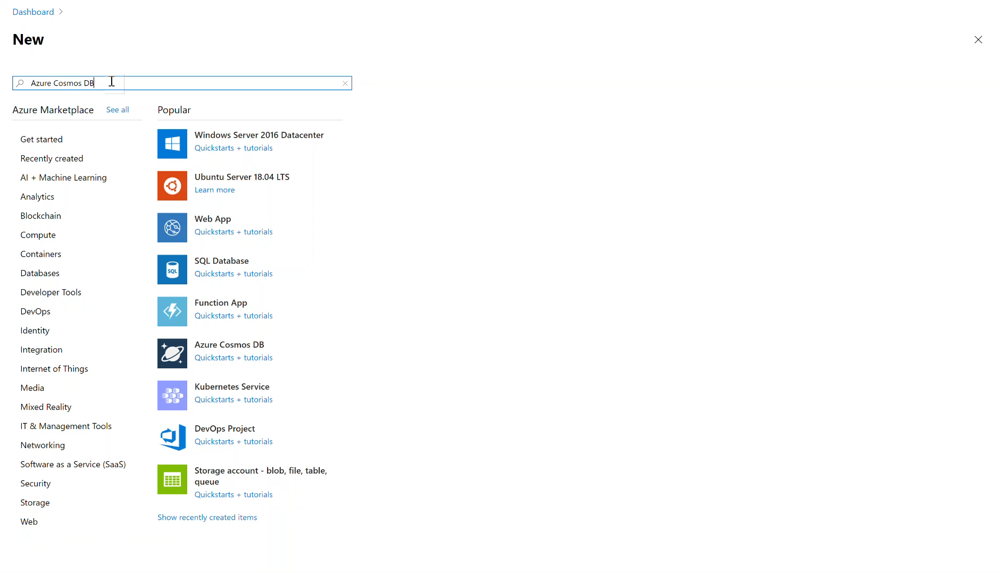 Dashboard
New
Azure Cosmos DB
Azure Marketplace See all
Popular
Get started
Recently created
AI + Machine Learning
Analytics
Blockchain
Compute
Containers
Databases
Developer Tools
DevOps
Identity
Integration
Internet of Things
Media
Mixed Reality
IT & Management Tools
Networking
Software as a Service (SaaS)
Security
Storage
Web
Windows Server 2016 Datacenter
Quickstarts + tutorials
Ubuntu Server 18.04 LTS
Learn more
Web App
Quickstarts + tutorials
SQL
SQL Database
Quickstarts + tutorials
Function App
Quickstarts + tutorials
Azure Cosmos DB
Quickstarts + tutorials
Kubernetes Service
Quickstarts + tutorials
DevOps Project
Quickstarts + tutorials
Storage account - blob, file, table,
queue
Quickstarts + tutorials
Show recently created items